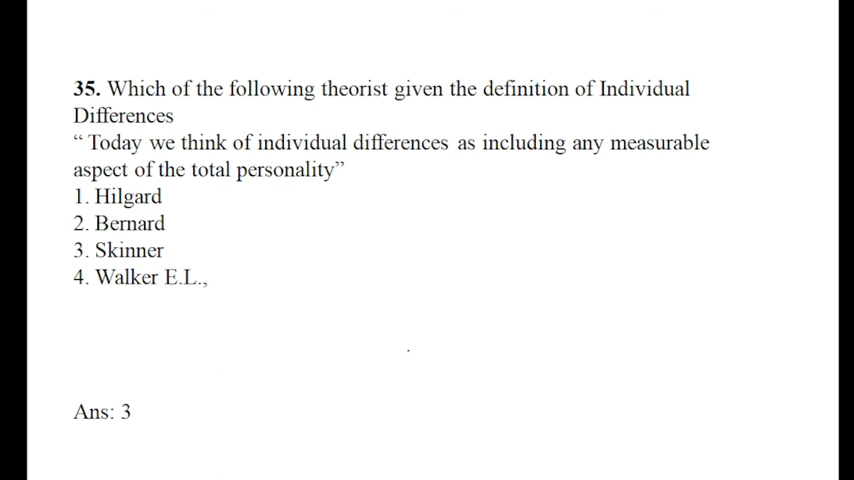 35. Which of the following theorist given the definition of Individual
Differences
“ Today we think of individual differences as including any measurable
aspect of the total personality”
1. Hilgard
2. Bernard
3. Skinner
4. Walker E.L.,
Ans: 3